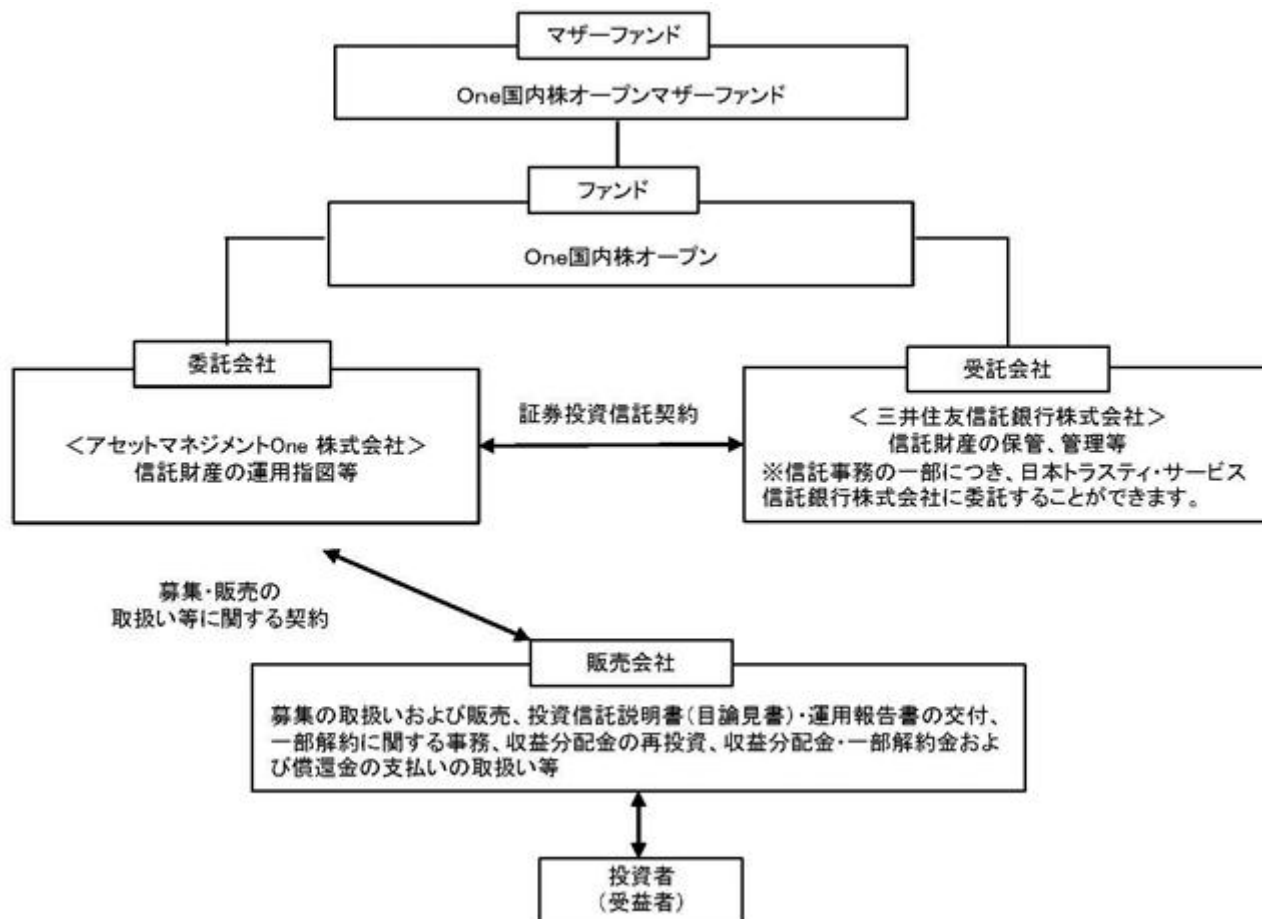 マザーファンド
One国内株オープンマザーファンド
ファンド
One国内株オープン
委託会社
<アセットマネジメントOne 株式会社>
信託財産の運用指図等
証券投資信託契約
受託会社
< 三井住友信託銀行株式会社>
信託財産の保管、管理等
※信託事務の一部につき、日本トラスティ・サービス
信託銀行株式会社に委託することができます。
募集・販売の
取扱い等に関する契約
販売会社
募集の取扱いおよび販売、投資信託説明書(目論見書)・運用報告書の交付、
一部解約に関する事務、収益分配金の再投資、収益分配金・一部解約金およ
び償還金の支払いの取扱い等
投資者
(受益者)